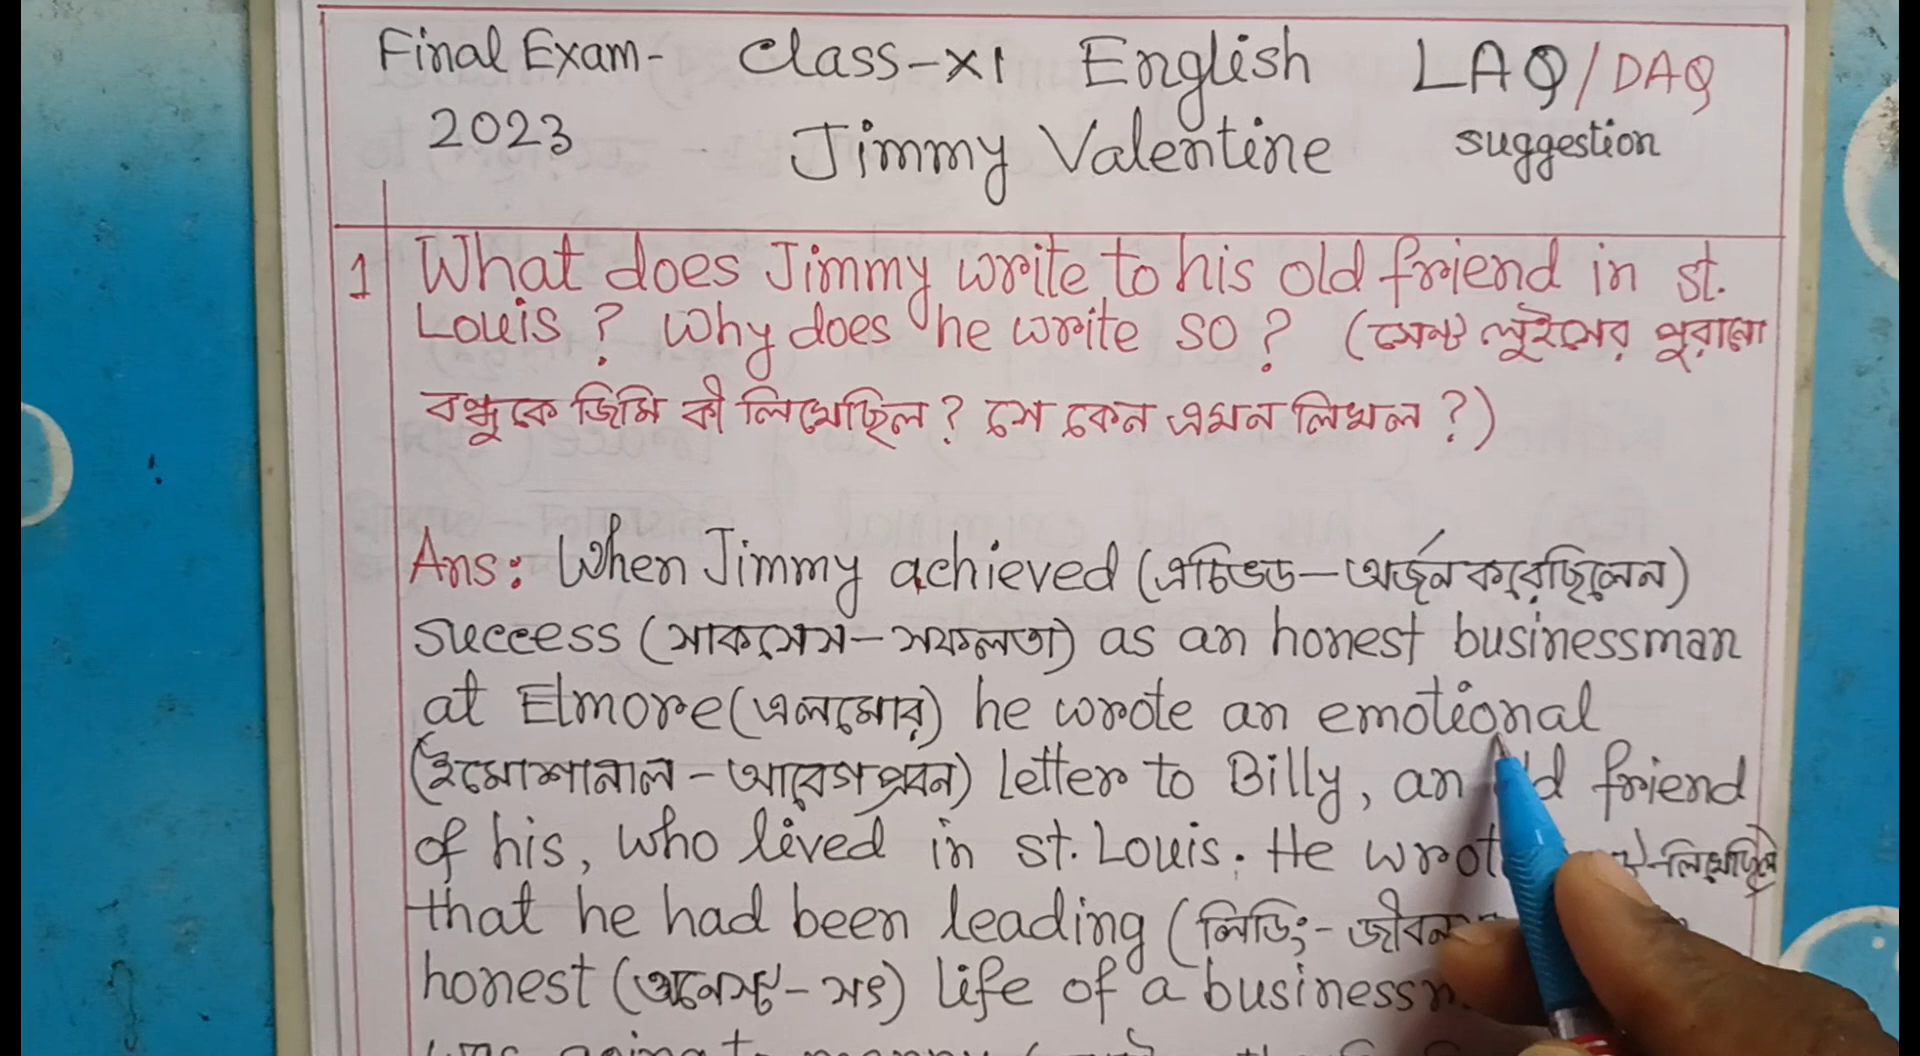 Final Exam- Class-XI English LAQ/DAQ
2023 Jimmy Valentine suggestion
1 What does Jimmy write to his old friend in st.
Louis? Why does he write so? (সেন্ট লুইসের পুরানো
বন্ধুকে জিমি কী লিখেছিল? সে কেন এমন লিখল?)
Ans: When Jimmy achieved (এচিভড-অর্জন করেছিলেন)
success (সাকসেস-সফলতা) as an honest businessman
at Elmore (এলমোর) he wrote an emotional
(ইমোশানাল-আবেগপ্রবন) letter to Billy, an friend
of his, who lived in st. Louis. He
that he had been leading (লিডিং-
honest (অনেস্ট-সৎ) life of a